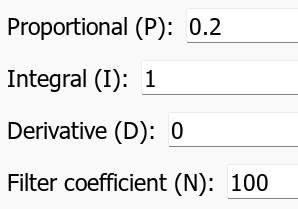 Proportional (P): 0.2
Integral (I): 1
Derivative (D): 0
Filter coefficient (N): 100